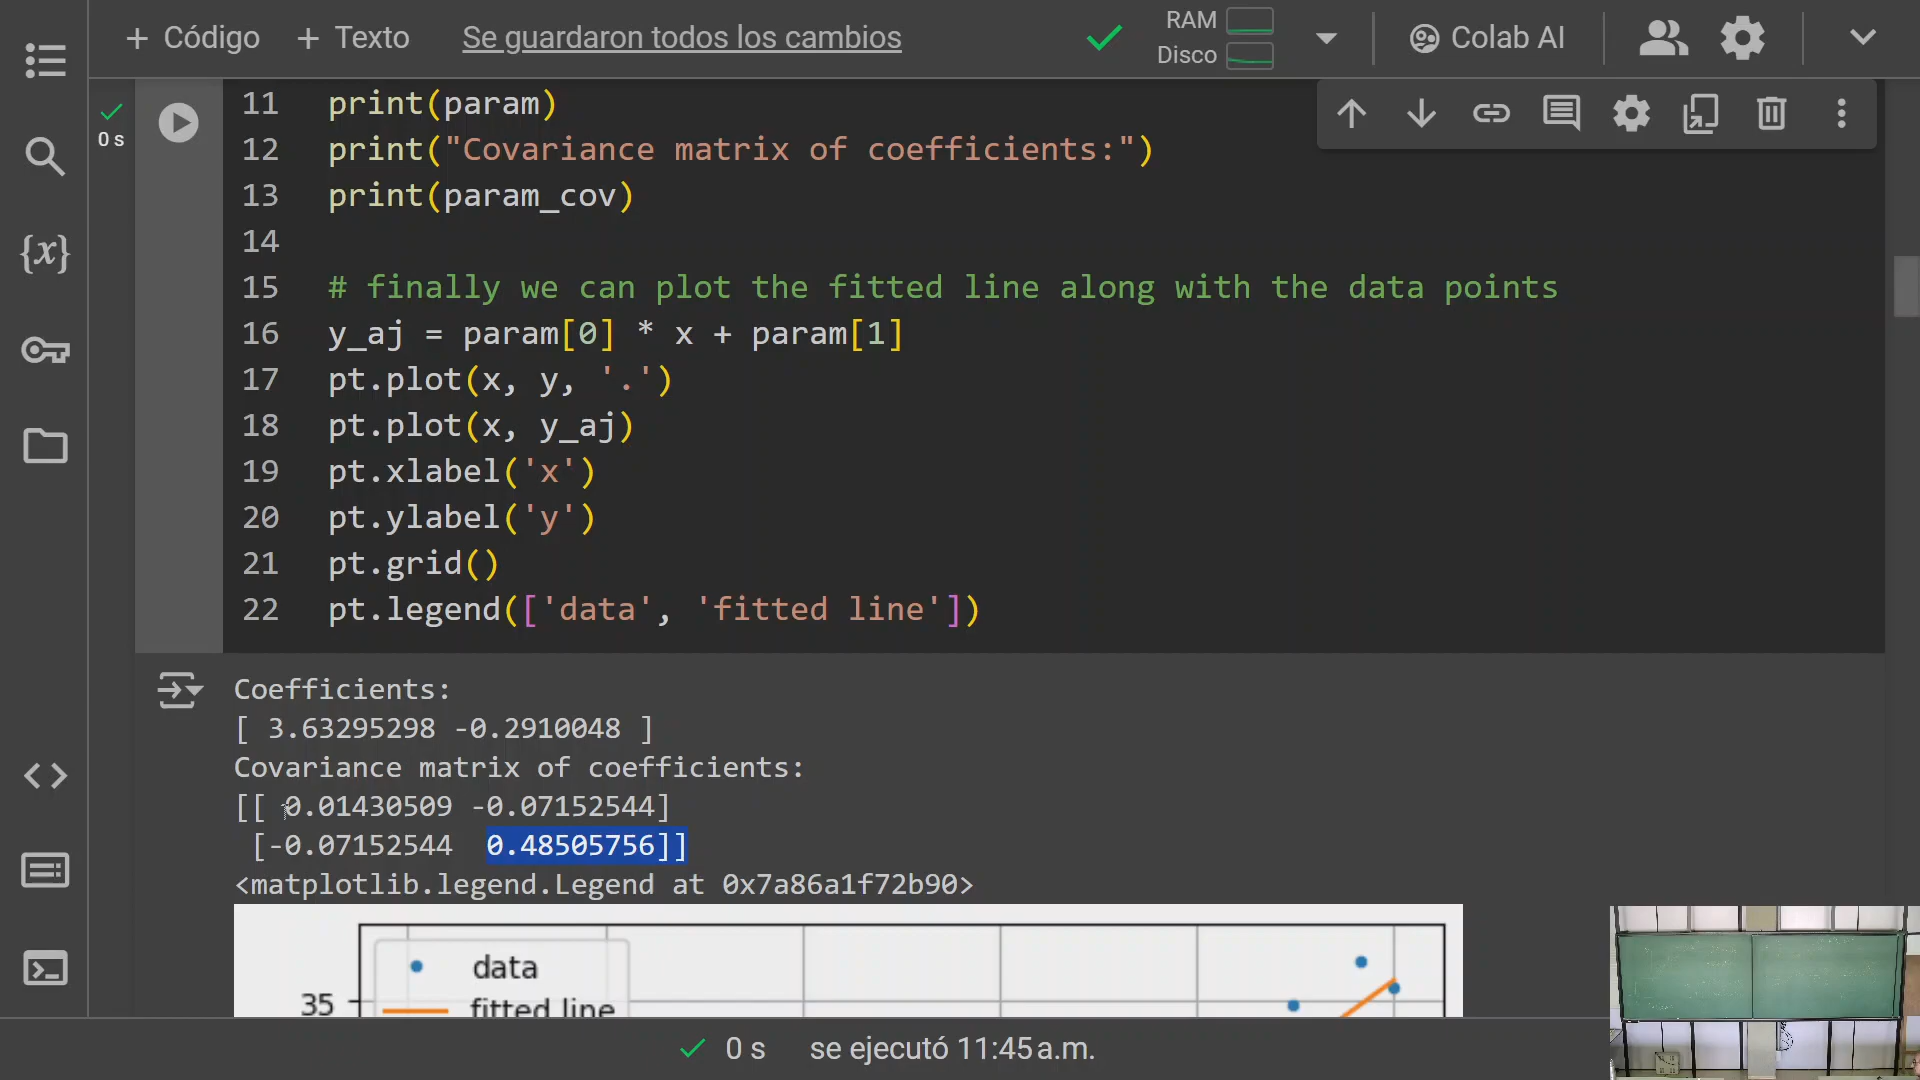 + Código + Texto Se guardaron todos los cambios RAM Disco Colab AI
0 s
11 print(param)
12 print("Covariance matrix of coefficients:")
13 print(param_cov)
14
15 # finally we can plot the fitted line along with the data points
16 y_aj = param[0] * x + param[1]
17 pt.plot(x, y, '.')
18 pt.plot(x, y_aj)
19 pt.xlabel('x')
20 pt.ylabel('y')
21 pt.grid()
22 pt.legend(['data', 'fitted line'])
{x}
Coefficients:
[ 3.63295298 -0.2910048 ]
Covariance matrix of coefficients:
[[ 0.01430509 -0.07152544]
[-0.07152544 0.48505756]]
<matplotlib.legend.Legend at 0x7a86a1f72b90>
data
35
fitted line
0 s se ejecutó 11:45 a.m.